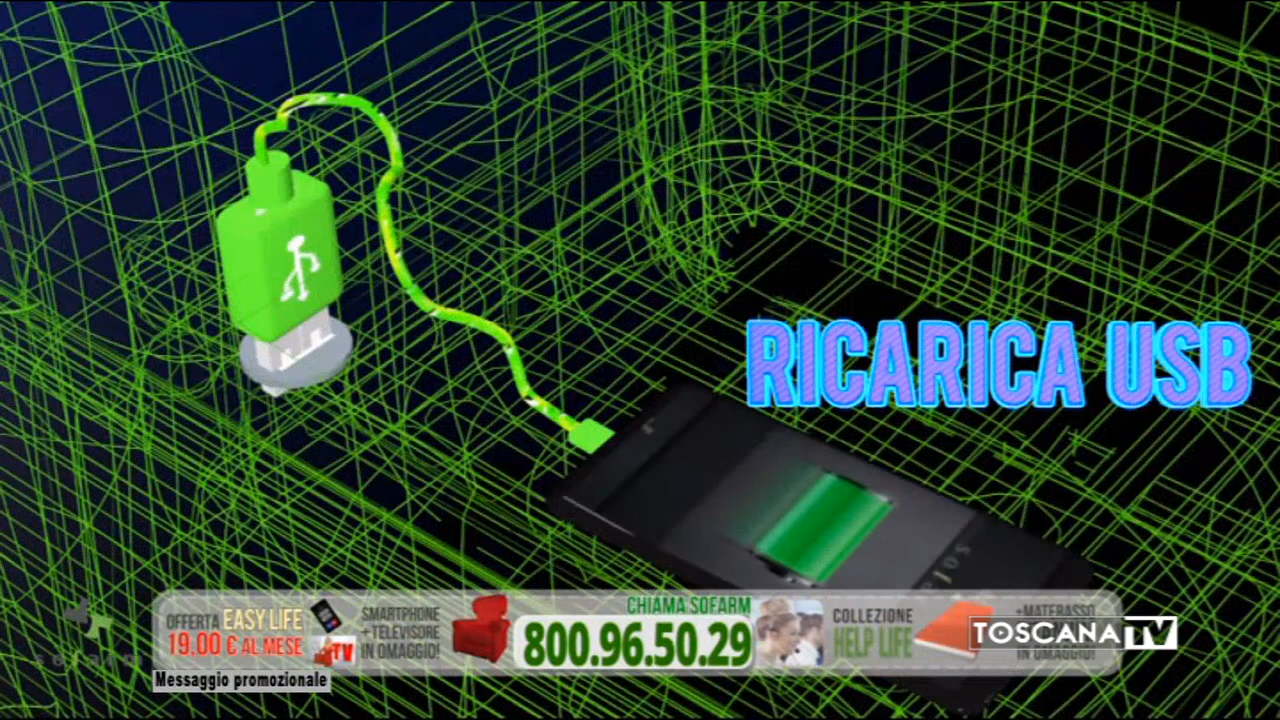 RICARICA USB
OFFERTA EASY LIFE
19,00 € AL MESE
SMARTPHONE
+TELEVISORE
IN OMAGGIO!
TV
CHIAMA SOFARM
800.96.50.29
COLLEZIONE
HELP LIFE
+MATERASSO
IN OMAGGIO!
TOSCANA TV
Messaggio promozionale